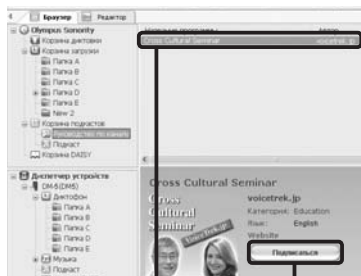 Браузер Редактор
Olympus Sonority
Корзина диктовки
Корзина загрузки
Папка A
Папка B
Папка C
Папка D
Папка E
New 2
Корзина подкастов
Руководство по каналу
Подкаст
Корзина DAISY
Cross Cultural Seminar voicetrek.jp
Диспетчер устройств
DM-5(DM5)
Диктофон
Папка A
Папка B
Папка C
Папка D
Папка E
Музыка
Подкаст
Cross Cultural Seminar
Cross
Cultural
Seminar
VoiceTrek.jp
voicetrek.jp
Категория: Education
Язык: English
Website
Подписаться